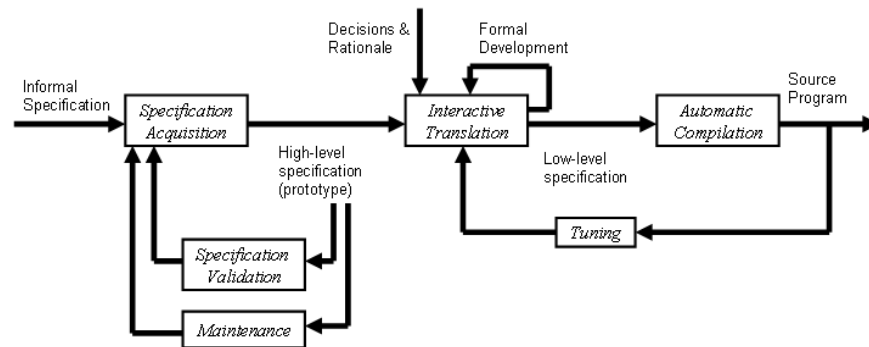 Decisions &
Rationale
Formal
Development
Informal
Specification
Specification
Acquisition
Interactive
Translation
Automatic
Compilation
Source
Program
High-level
specification
(prototype)
Low-level
specification
Tuning
Specification
Validation
Maintenance